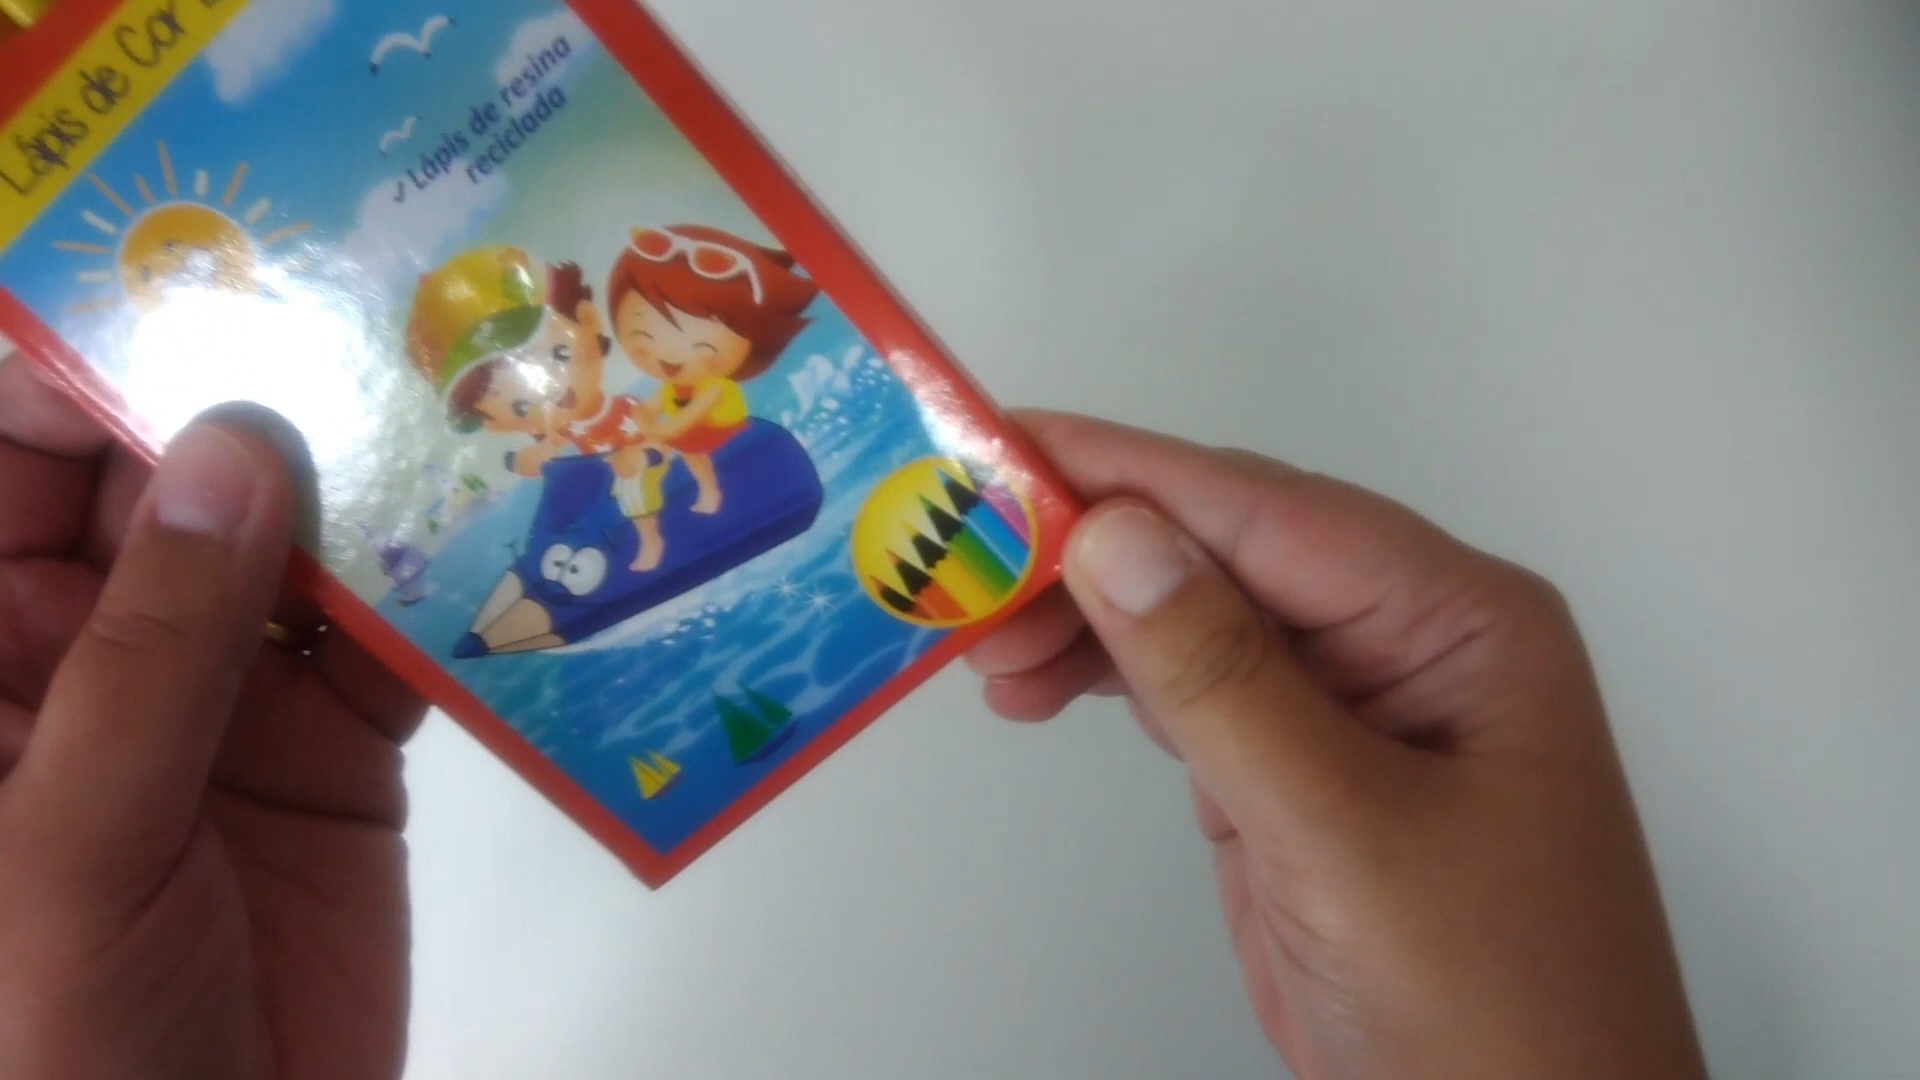 Lápis de Cor
✓ Lápis de resina
reciclada